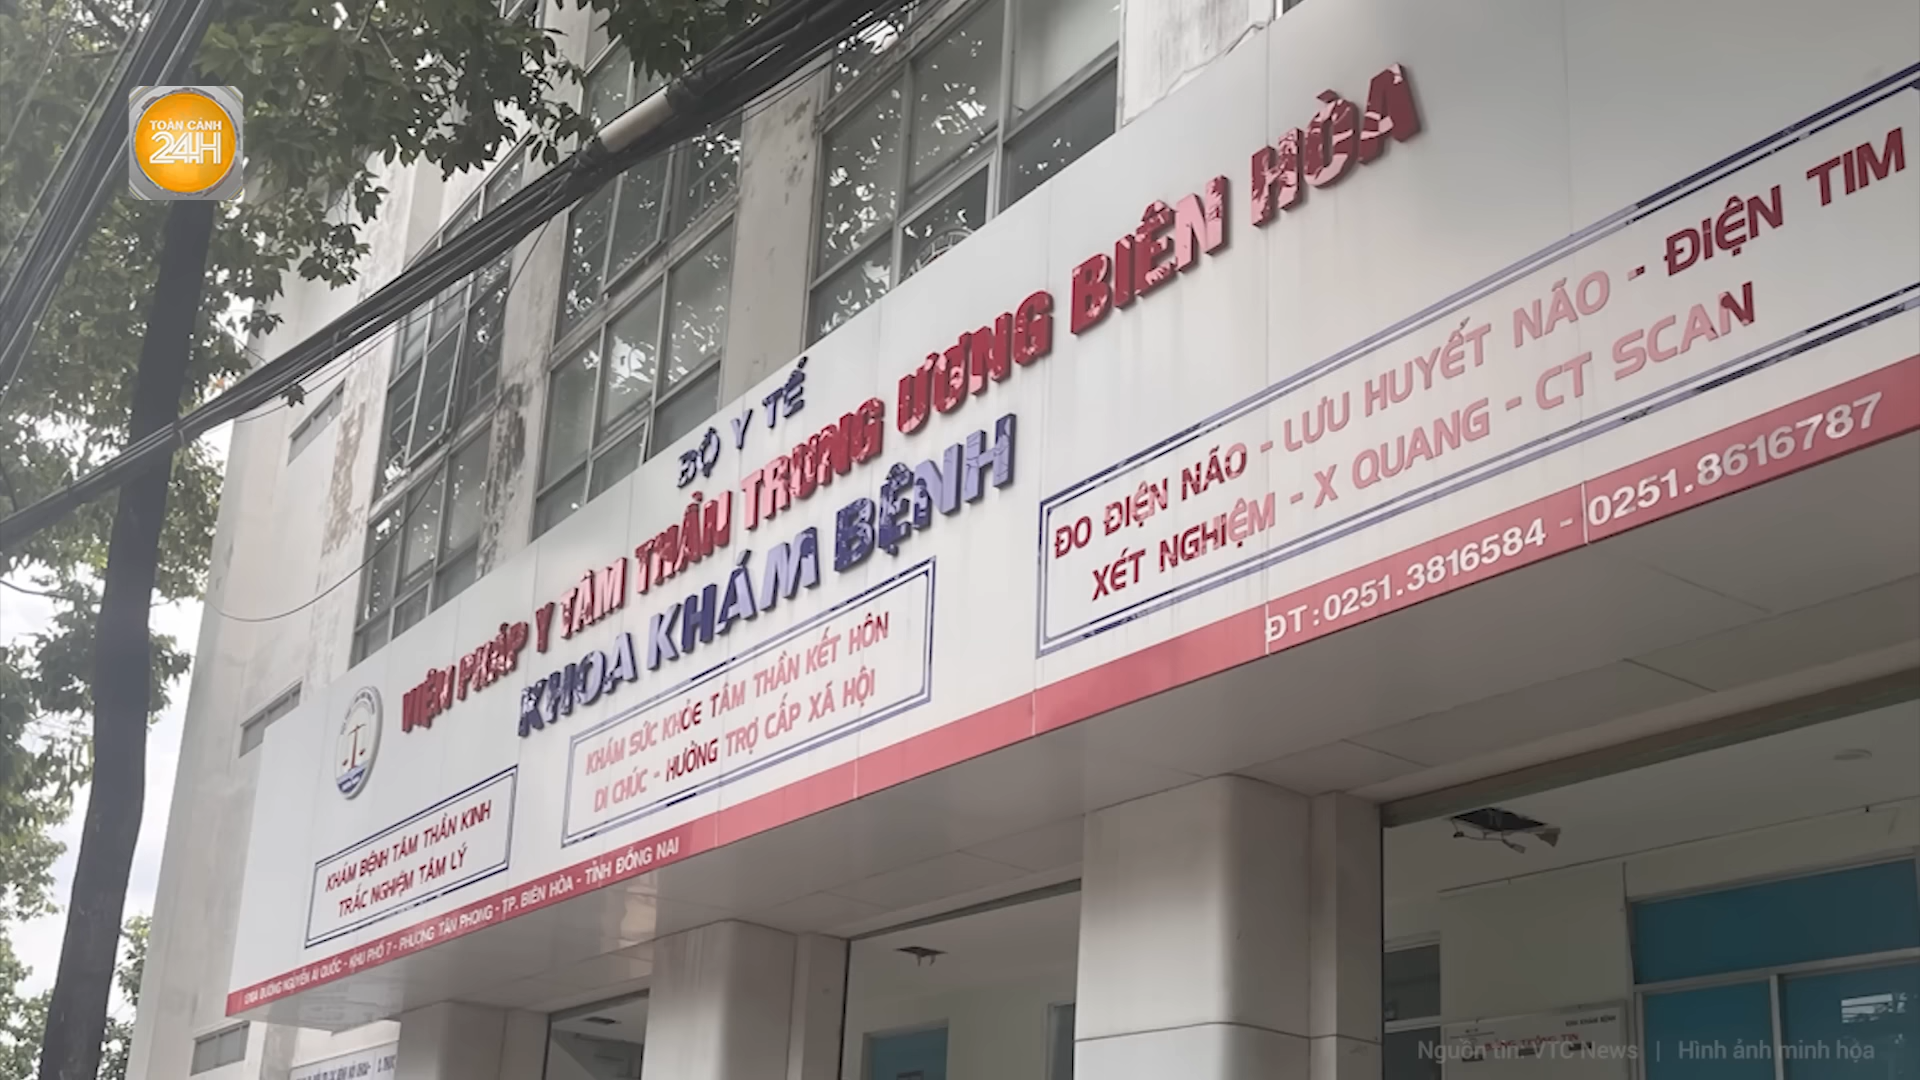 TOÀN CẢNH
24H
BỘ Y TẾ
VIỆN PHÁP Y TÂM THẦN TRUNG ƯƠNG BIÊN HÒA
KHOA KHÁM BỆNH
KHÁM BỆNH TÂM THẦN KINH
TRẮC NGHIỆM TÂM LÝ
KHÁM SỨC KHỎE TÂM THẦN KẾT HÔN
DI CHÚC - HƯỞNG TRỢ CẤP XÃ HỘI
ĐO ĐIỆN NÃO - LƯU HUYẾT NÃO - ĐIỆN TIM
XÉT NGHIỆM - X QUANG - CT SCAN
ĐƯỜNG NGUYỄN ÁI QUỐC - KHU PHỐ 7 - PHƯỜNG TÂN PHONG - TP. BIÊN HÒA - TỈNH ĐỒNG NAI
ĐT:0251.3816584 - 0251.8616787
Nguồn tin: VTC News | Hình ảnh minh họa